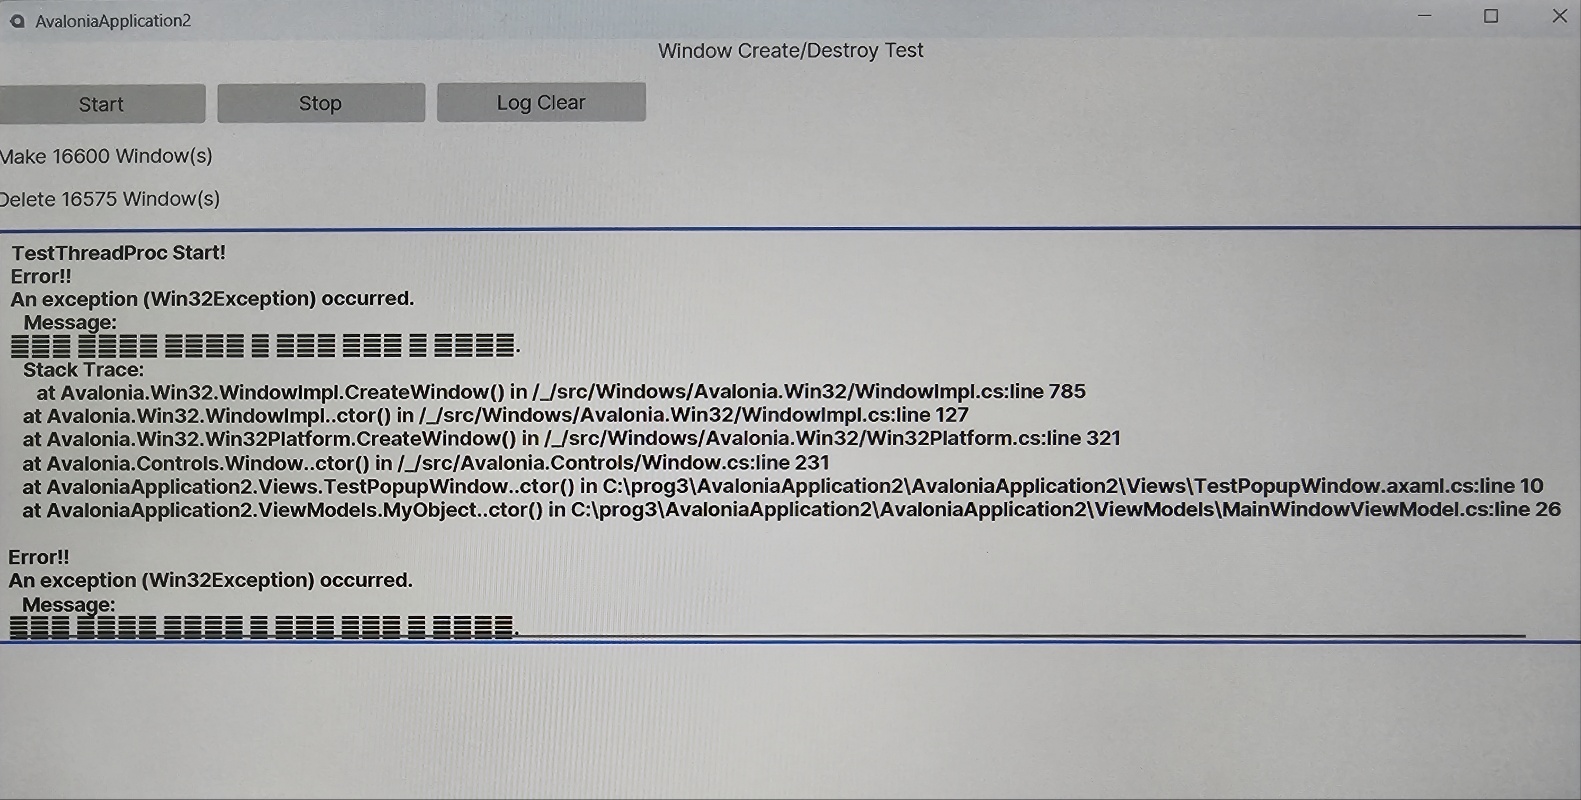 AvaloniaApplication2
Window Create/Destroy Test
Start Stop Log Clear
Make 16600 Window(s)
Delete 16575 Window(s)
TestThreadProc Start!
Error!!
An exception (Win32Exception) occurred.
Message:
Stack Trace:
at Avalonia.Win32.WindowImpl.CreateWindow() in /_/src/Windows/Avalonia.Win32/WindowImpl.cs:line 785
at Avalonia.Win32.WindowImpl..ctor() in /_/src/Windows/Avalonia.Win32/WindowImpl.cs:line 127
at Avalonia.Win32.Win32Platform.CreateWindow() in /_/src/Windows/Avalonia.Win32/Win32Platform.cs:line 321
at Avalonia.Controls.Window..ctor() in /_/src/Avalonia.Controls/Window.cs:line 231
at AvaloniaApplication2.Views.TestPopupWindow..ctor() in C:\prog3\AvaloniaApplication2\AvaloniaApplication2\Views\TestPopupWindow.axaml.cs:line 10
at AvaloniaApplication2.ViewModels.MyObject..ctor() in C:\prog3\AvaloniaApplication2\AvaloniaApplication2\ViewModels\MainWindowViewModel.cs:line 26
Error!!
An exception (Win32Exception) occurred.
Message: